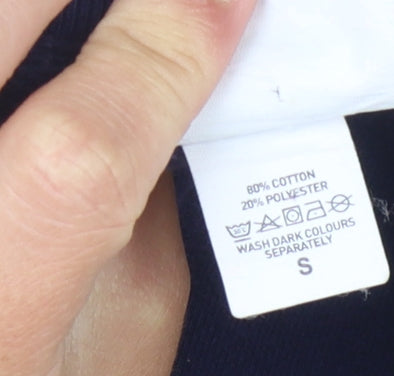 80% COTTON
20% POLYESTER
WASH DARK COLOURS
SEPARATELY
S